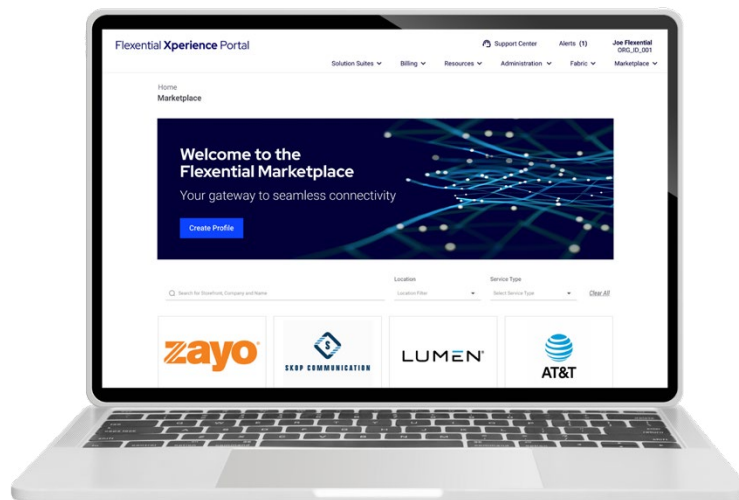 Flexential Xperience Portal
Support Center
Alerts (1)
Joe Flexential
ORG_ID_001
Solution Suites
Billing
Resources
Administration
Fabric
Marketplace
Home
Marketplace
Welcome to the
Flexential Marketplace
Your gateway to seamless connectivity
Create Profile
Location
Service Type
Search for Storefront, Company and Name
Location Filter
Select Service Type
Clear All
zayo
S
SKOP COMMUNICATION
LUMEN
AT&T